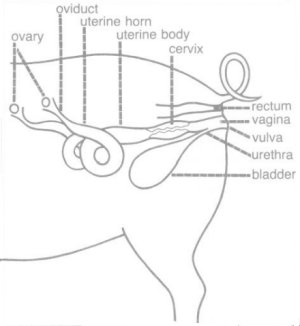 oviduct
uterine horn
ovary
uterine body
cervix
rectum
vagina
vulva
urethra
bladder